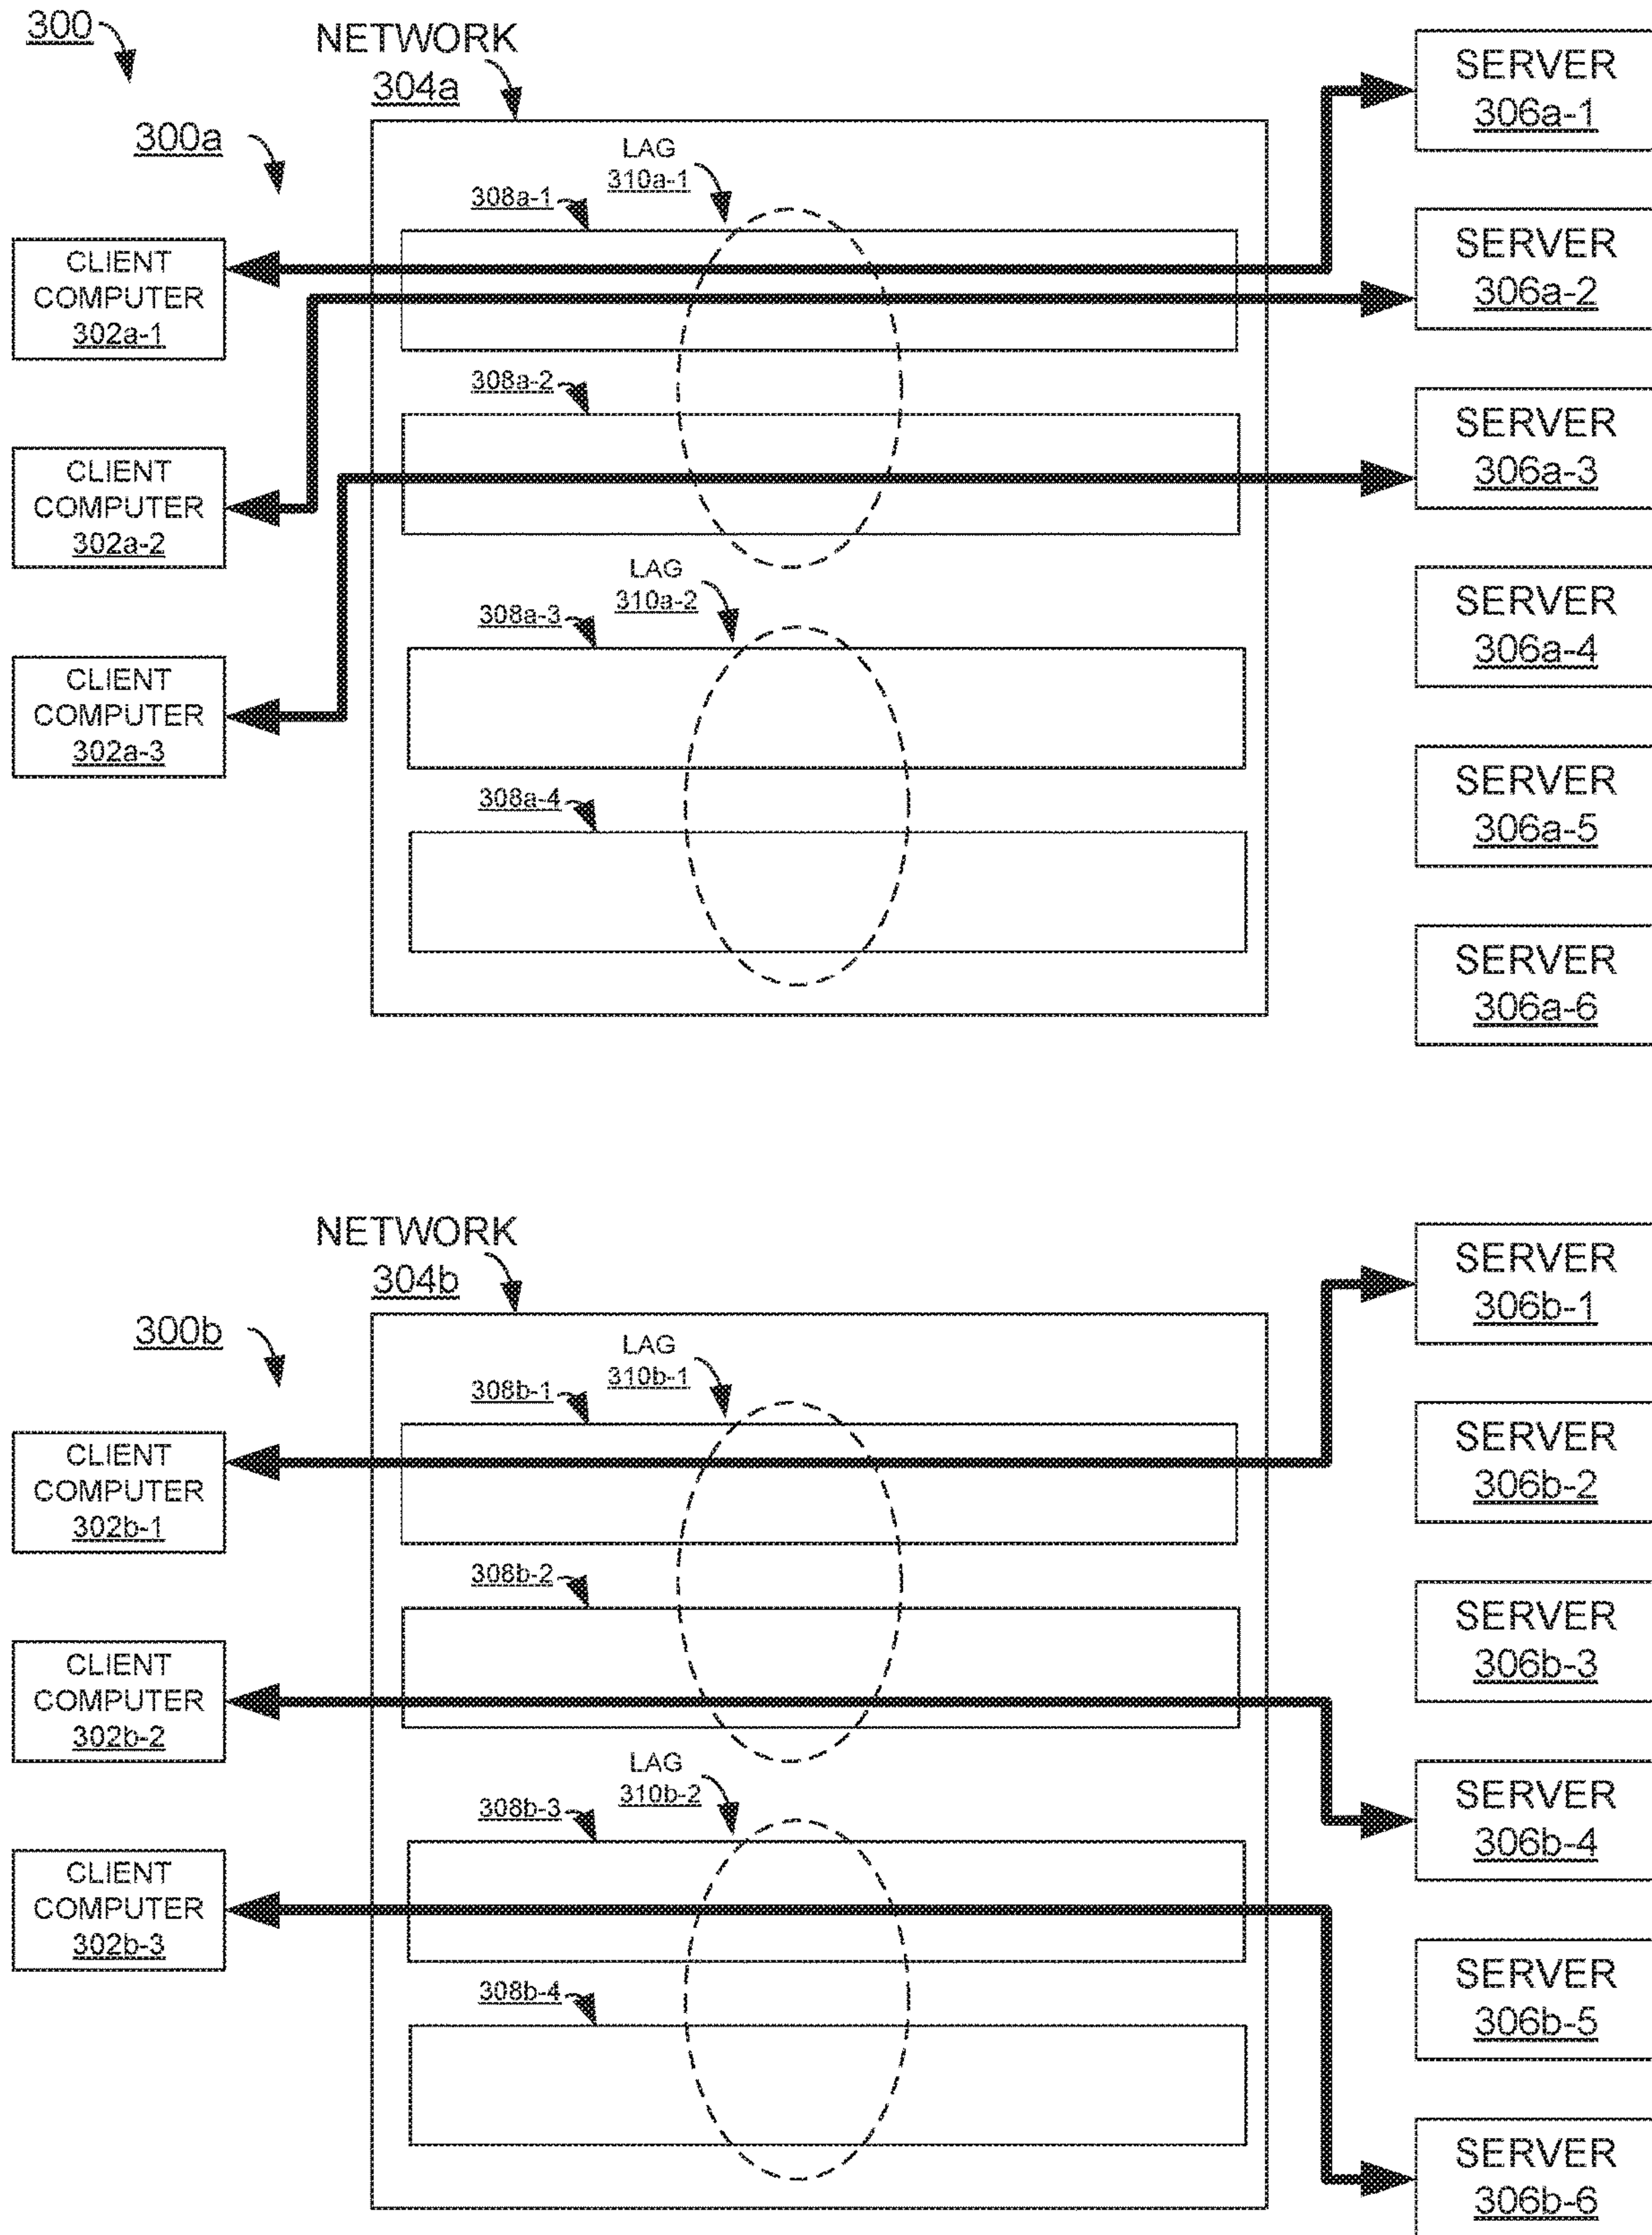 300
NETWORK
304a
300a
LAG
310a-1
308a-1
CLIENT
COMPUTER
302a-1
308a-2
CLIENT
COMPUTER
302a-2
LAG
310a-2
308a-3
CLIENT
COMPUTER
302a-3
308a-4
SERVER
306a-1
SERVER
306a-2
SERVER
306a-3
SERVER
306a-4
SERVER
306a-5
SERVER
306a-6
NETWORK
304b
300b
LAG
310b-1
308b-1
CLIENT
COMPUTER
302b-1
308b-2
CLIENT
COMPUTER
302b-2
LAG
310b-2
308b-3
CLIENT
COMPUTER
302b-3
308b-4
SERVER
306b-1
SERVER
306b-2
SERVER
306b-3
SERVER
306b-4
SERVER
306b-5
SERVER
306b-6